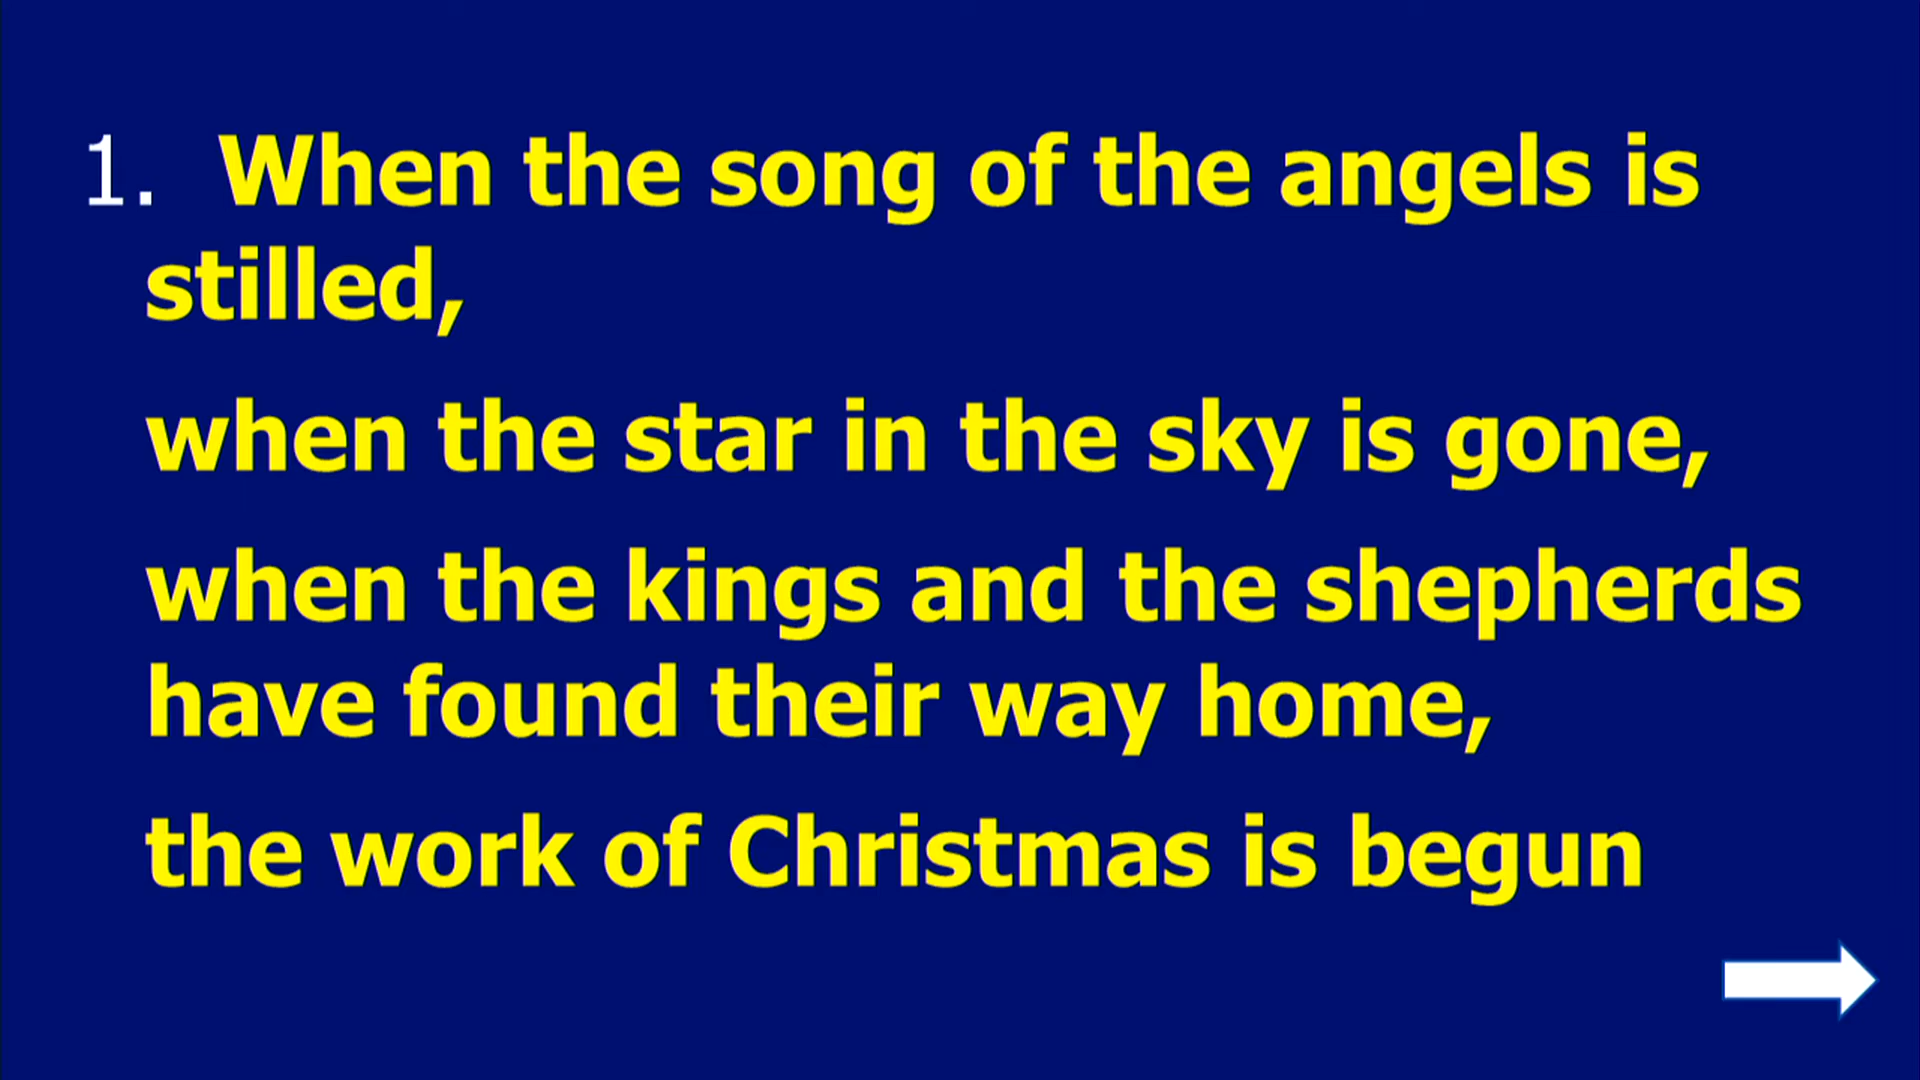 1. When the song of the angels is
stilled,
when the star in the sky is gone,
when the kings and the shepherds
have found their way home,
the work of Christmas is begun